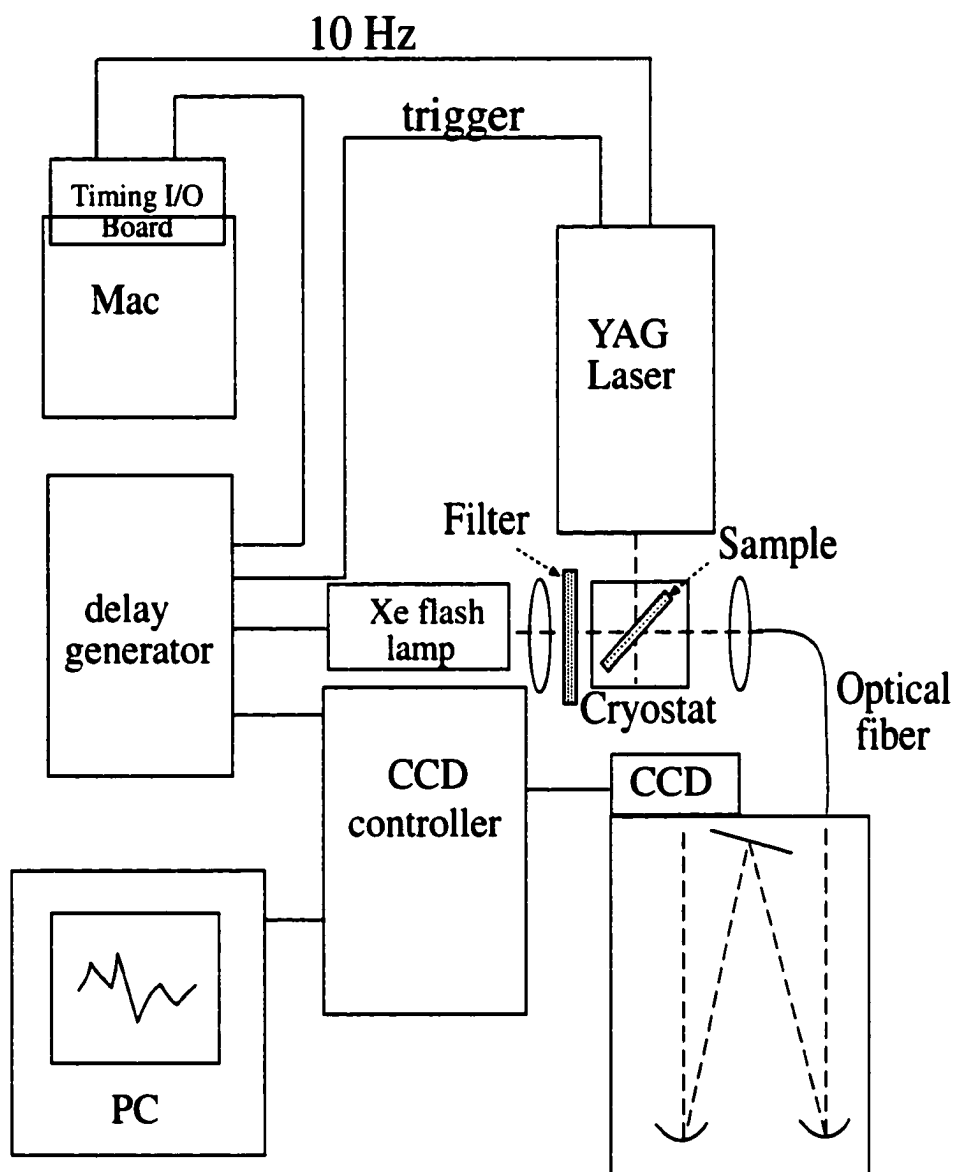 10 Hz
trigger
Timing I/O
Board
Mac
YAG
Laser
Filter
Sample
delay
generator
Xe flash
lamp
Cryostat
Optical
fiber
CCD
controller
CCD
PC